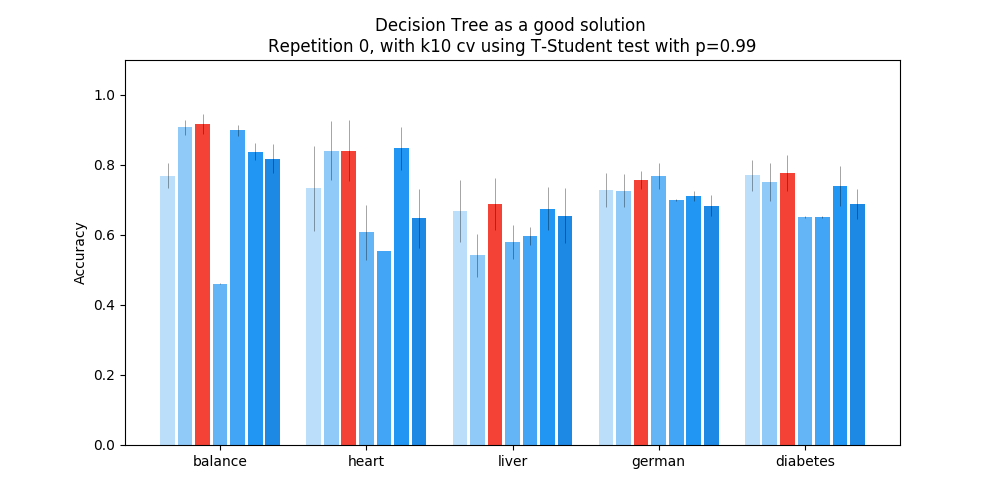 Decision Tree as a good solution
Repetition 0, with k10 cv using T-Student test with p=0.99
1.0
0.8
0.6
0.4
0.2
0.0
Accuracy
balance
heart
liver
german
diabetes